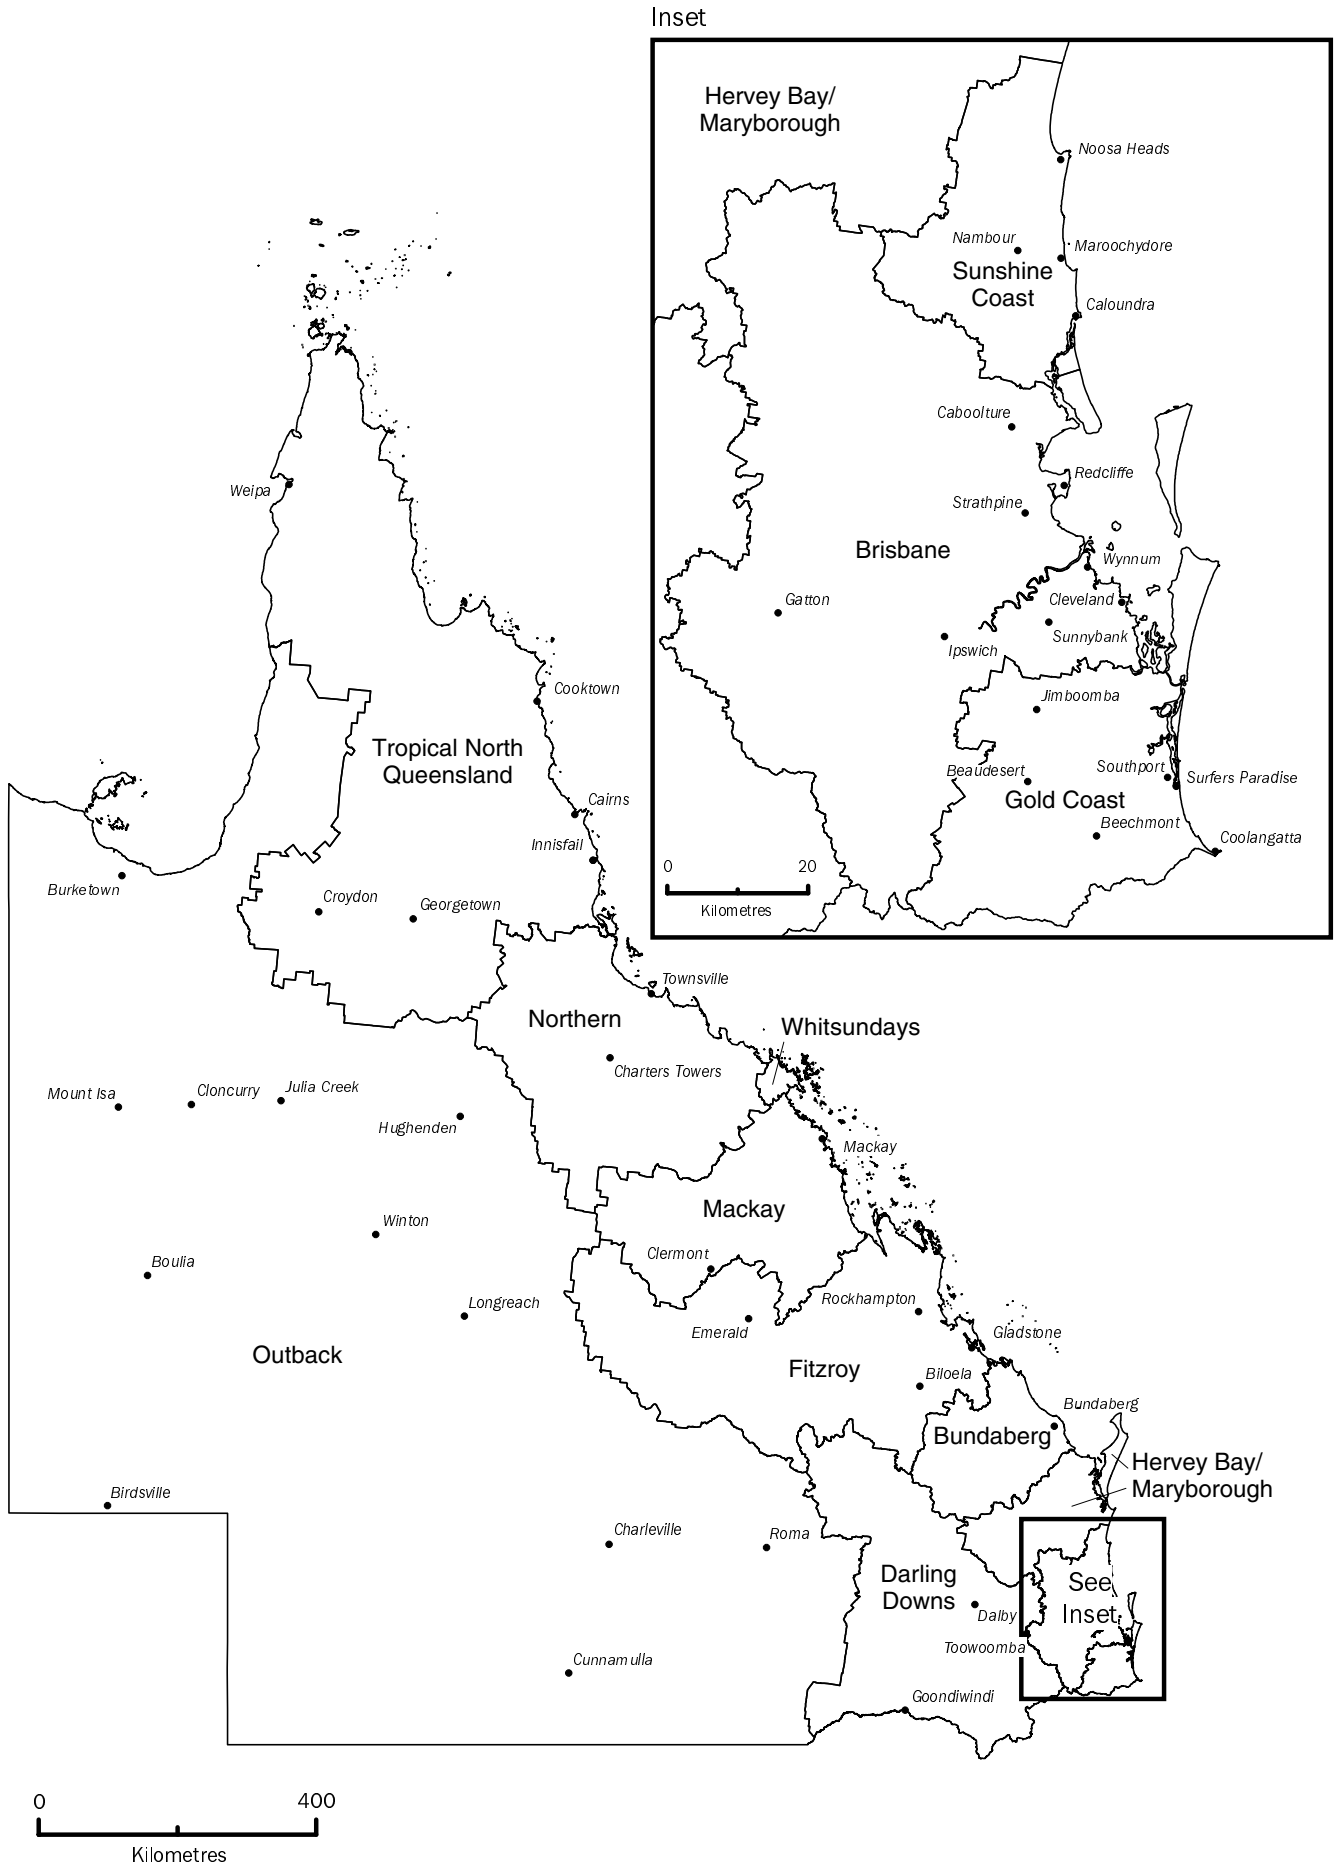 Inset
Hervey Bay/
Maryborough
Noosa Heads
Nambour
Maroochydore
Sunshine
Coast
Caloundra
Caboolture
Redcliffe
Strathpine
Brisbane
Wynnum
Gatton
Cleveland
Sunnybank
Ipswich
Jimboomba
Beaudesert
Southport
Surfers Paradise
Gold Coast
Beechmont
Coolangatta
0 20
Kilometres
Weipa
Cooktown
Tropical North
Queensland
Cairns
Innisfail
Burketown
Croydon
Georgetown
Townsville
Northern
Whitsundays
Charters Towers
Mount Isa
Cloncurry
Julia Creek
Hughenden
Mackay
Mackay
Winton
Clermont
Boulia
Longreach
Rockhampton
Emerald
Gladstone
Outback
Fitzroy
Biloela
Bundaberg
Bundaberg
Hervey Bay/
Maryborough
Birdsville
Charleville
Roma
Darling
Downs
See
Inset
Dalby
Toowoomba
Cunnamulla
Goondiwindi
0 400
Kilometres